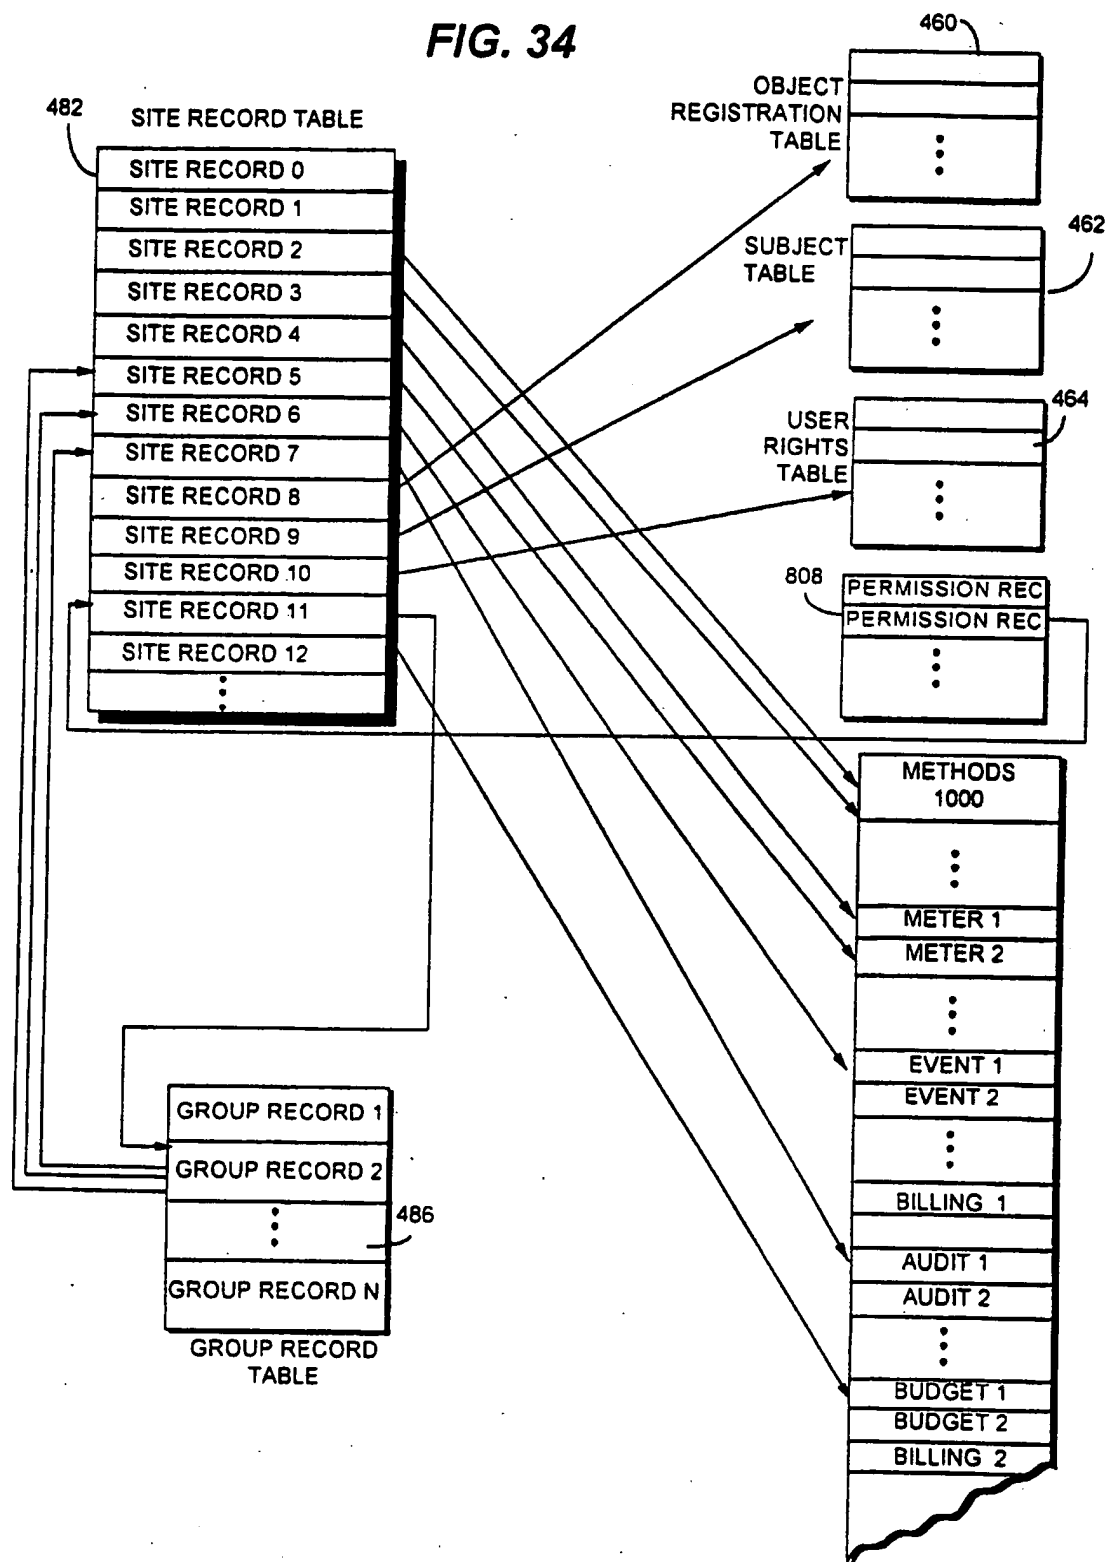 FIG. 34
482
SITE RECORD TABLE
SITE RECORD 0
SITE RECORD 1
SITE RECORD 2
SITE RECORD 3
SITE RECORD 4
SITE RECORD 5
SITE RECORD 6
SITE RECORD 7
SITE RECORD 8
SITE RECORD 9
SITE RECORD 10
SITE RECORD 11
SITE RECORD 12
460
OBJECT
REGISTRATION
TABLE
SUBJECT
TABLE
462
USER
RIGHTS
TABLE
464
808
PERMISSION REC
PERMISSION REC
METHODS
1000
METER 1
METER 2
EVENT 1
EVENT 2
BILLING 1
AUDIT 1
AUDIT 2
BUDGET 1
BUDGET 2
BILLING 2
GROUP RECORD 1
GROUP RECORD 2
486
GROUP RECORD N
GROUP RECORD
TABLE